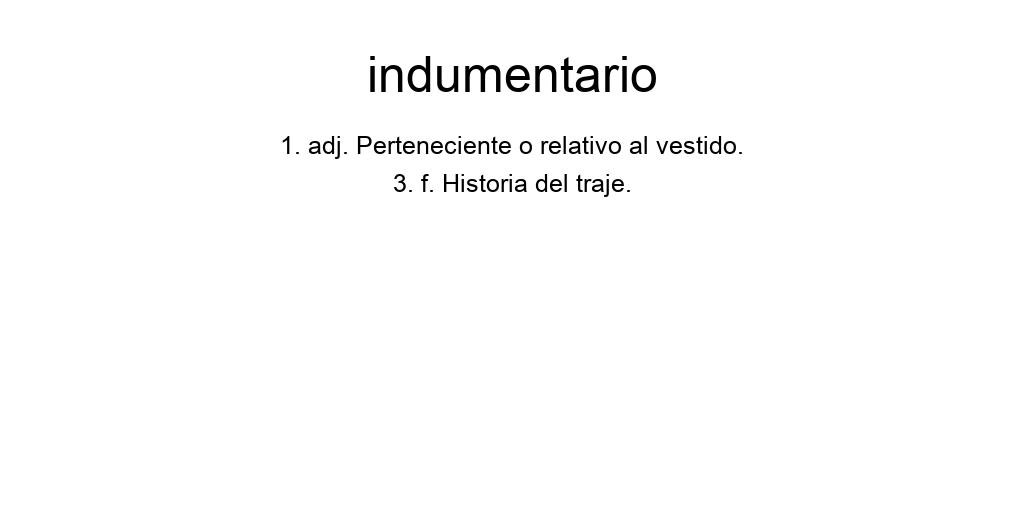 indumentario
1. adj. Perteneciente o relativo al vestido.
3. f. Historia del traje.